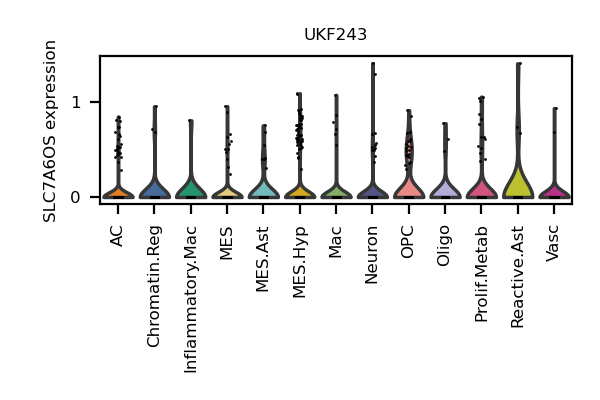 UKF243
SLC7A6OS expression
1
0
AC
Chromatin.Reg
Inflammatory.Mac
MES
MES.Ast
MES.Hyp
Mac
Neuron
OPC
Oligo
Prolif.Metab
Reactive.Ast
Vasc